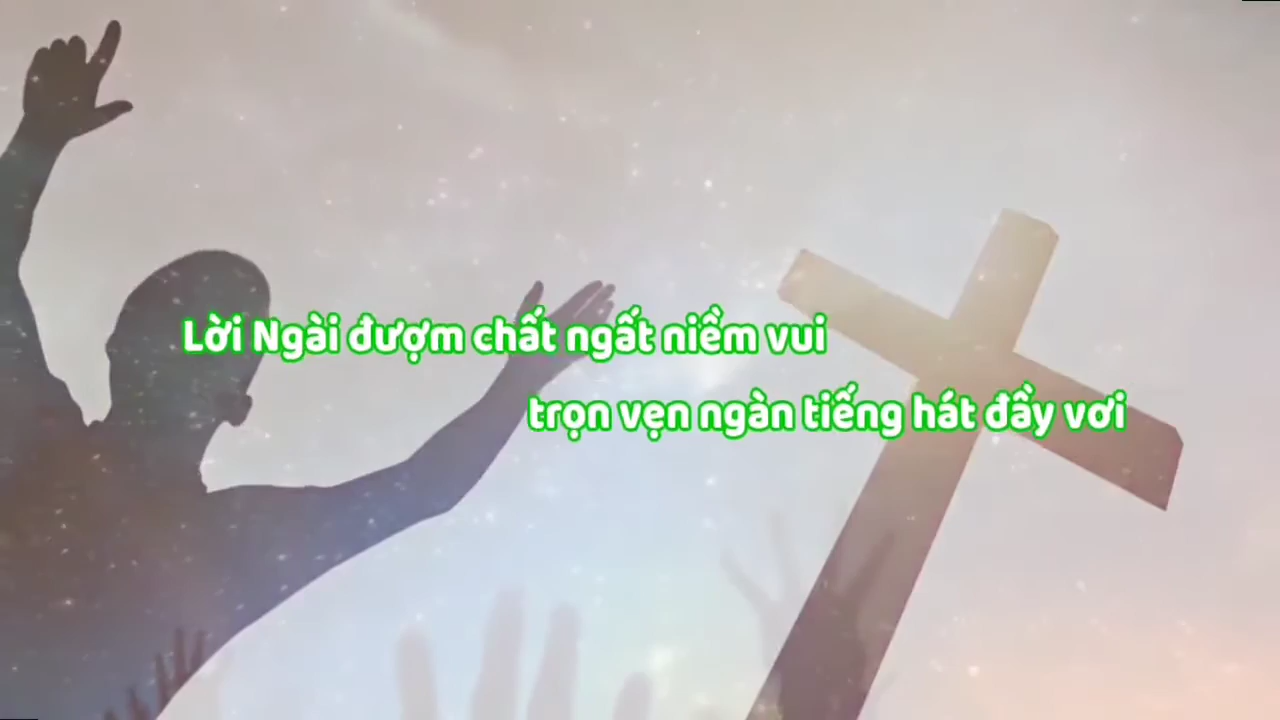 Lời Ngài đượm chất ngất niềm vui
trọn vẹn ngàn tiếng hát đầy vơi